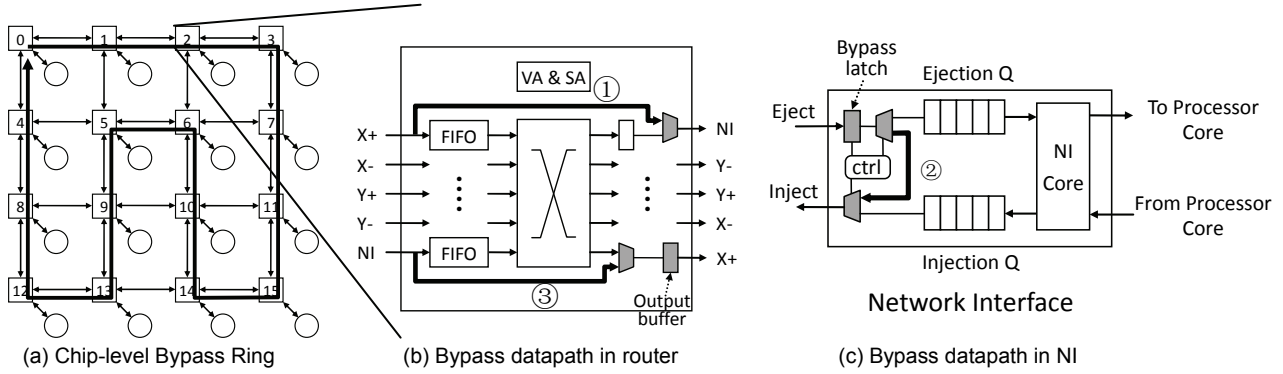 0
1
2
3
4
5
6
7
8
9
10
11
12
13
14
15
(a) Chip-level Bypass Ring
VA & SA
①
X+
FIFO
NI
X-
Y-
Y+
Y+
Y-
X-
NI
FIFO
X+
③
Output
buffer
(b) Bypass datapath in router
Bypass
latch
Ejection Q
Eject
To Processor
Core
ctrl
②
NI
Core
Inject
From Processor
Core
Injection Q
Network Interface
(c) Bypass datapath in NI